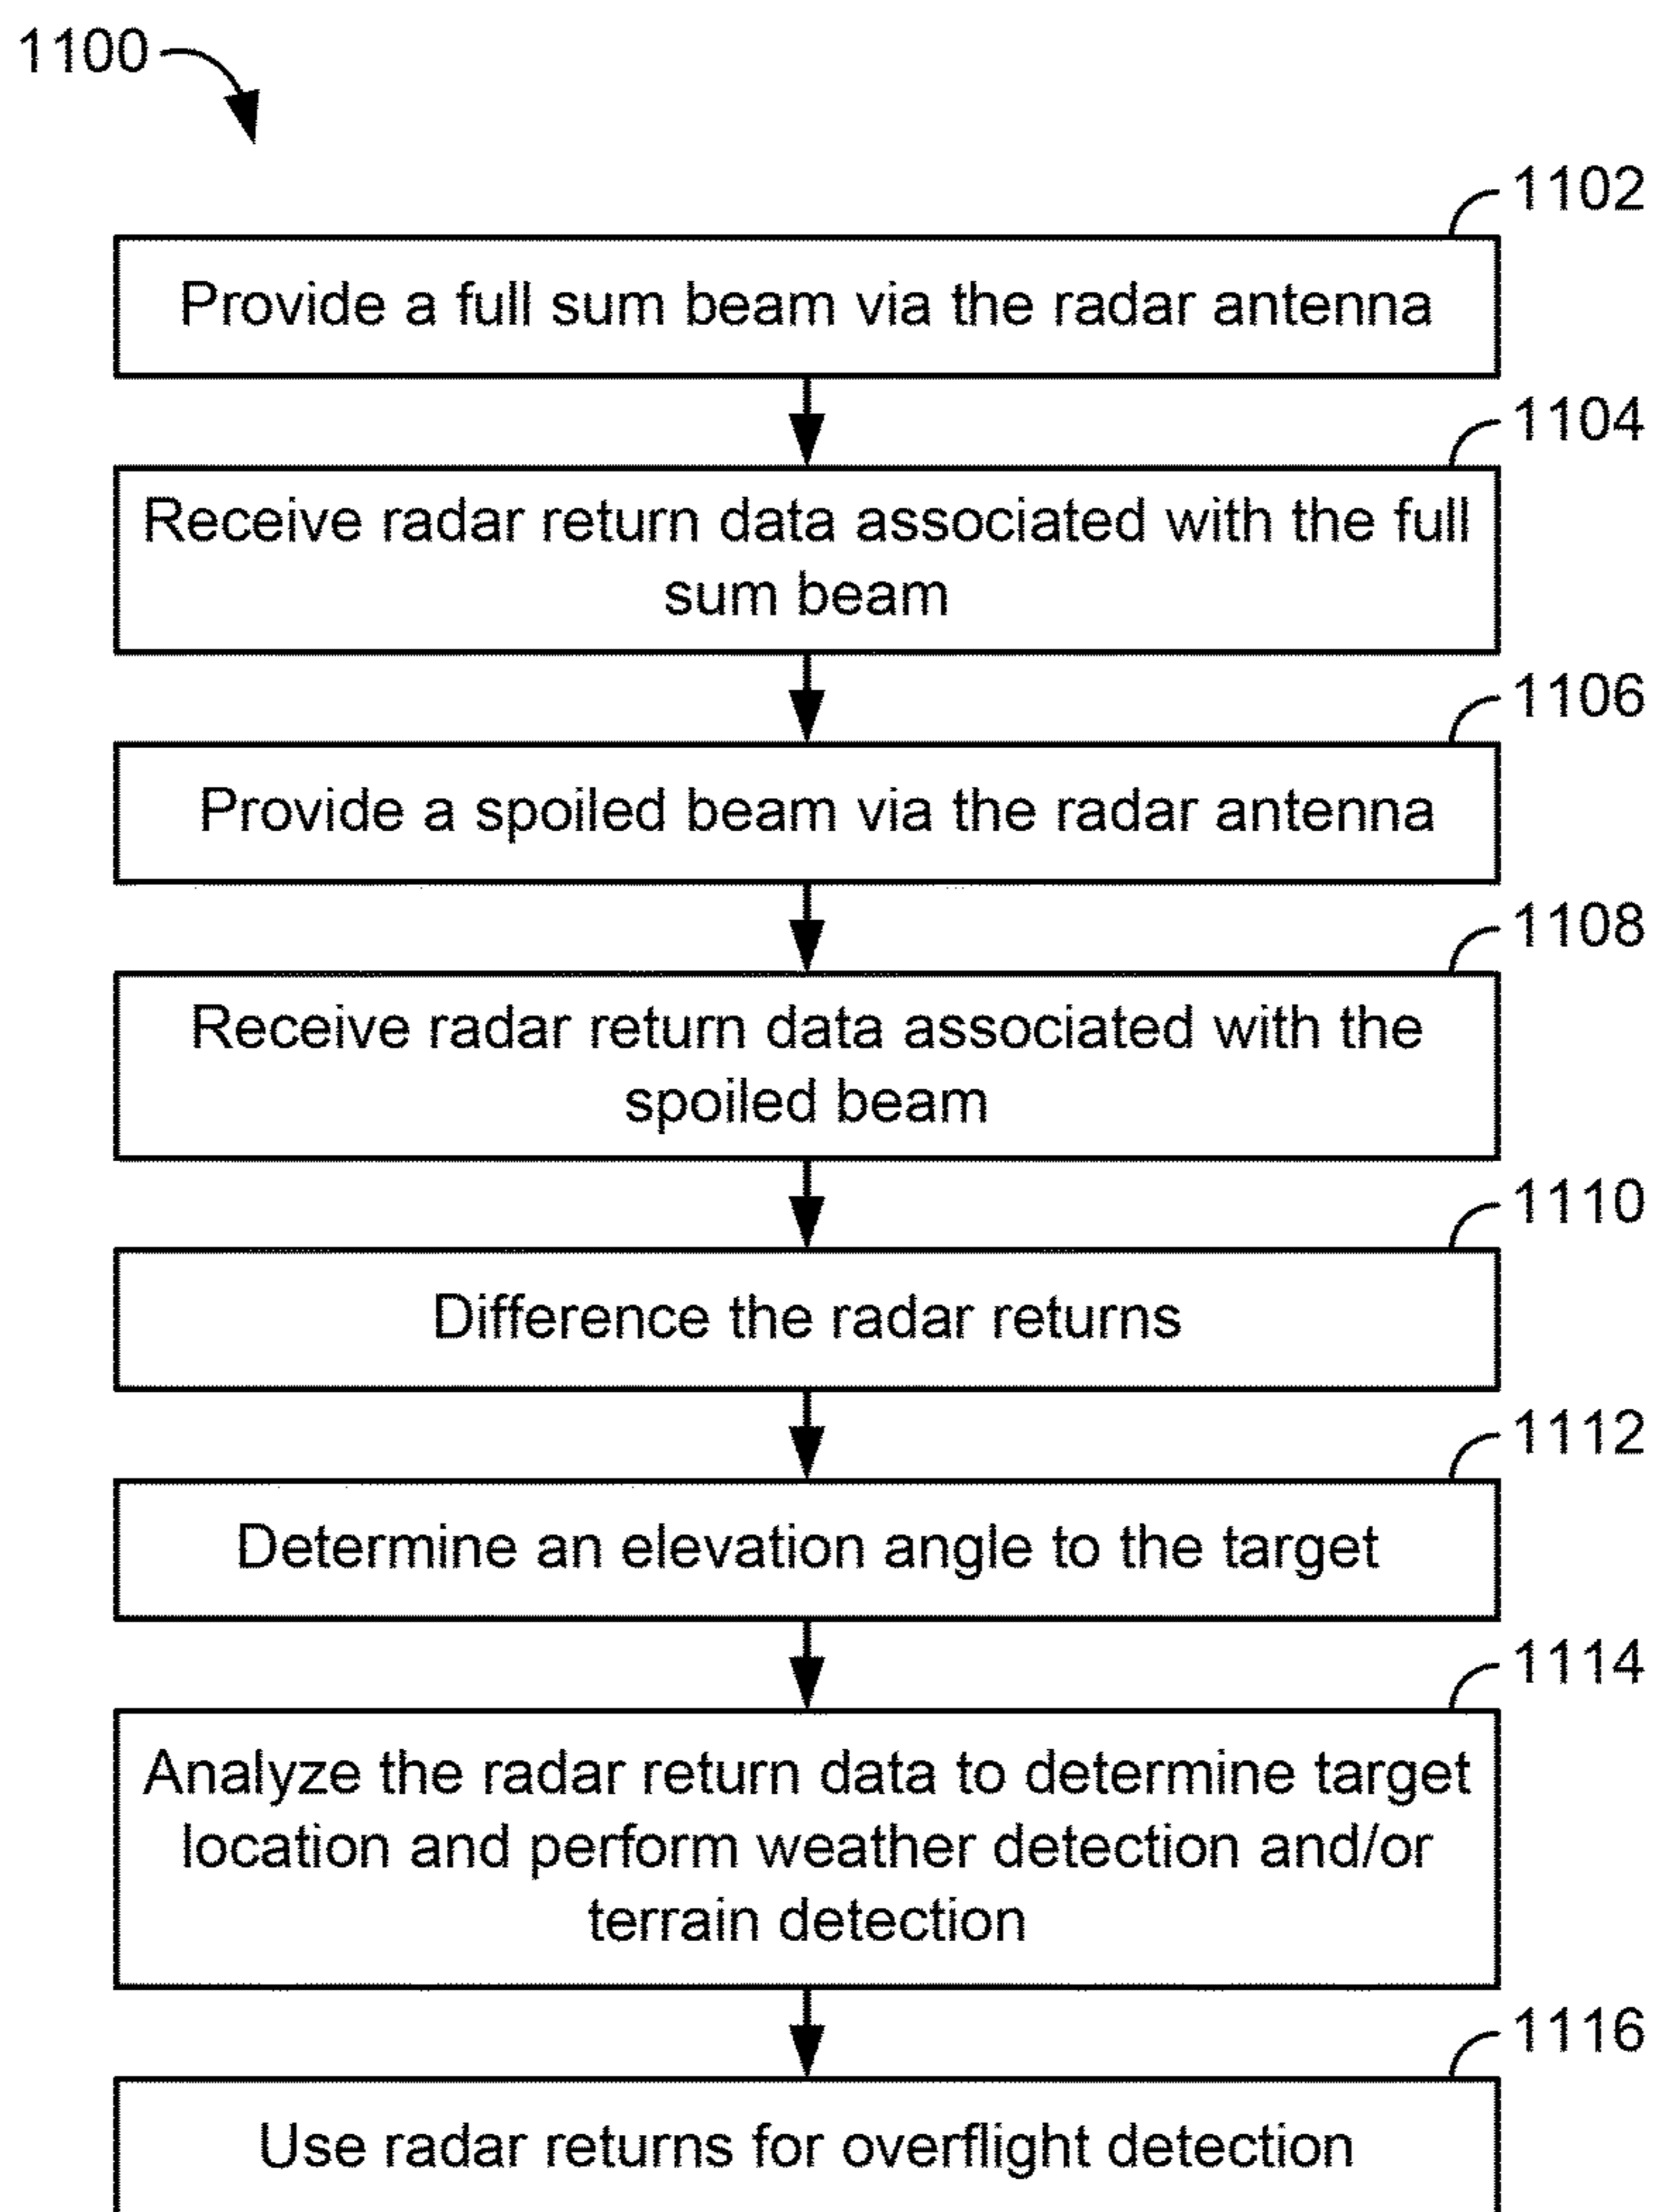 1100
1102
Provide a full sum beam via the radar antenna
1104
Receive radar return data associated with the full
sum beam
1106
Provide a spoiled beam via the radar antenna
1108
Receive radar return data associated with the
spoiled beam
1110
Difference the radar returns
1112
Determine an elevation angle to the target
1114
Analyze the radar return data to determine target
location and perform weather detection and/or
terrain detection
1116
Use radar returns for overflight detection